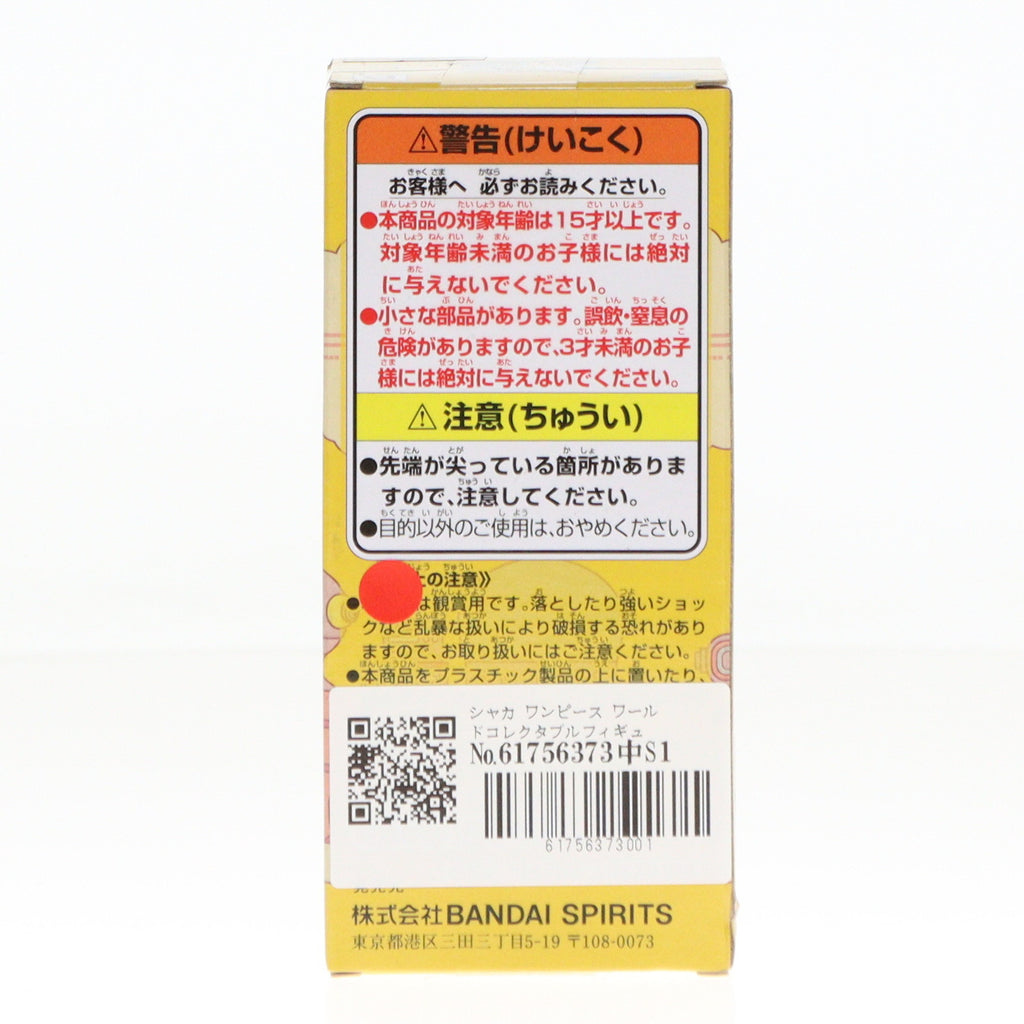 ⚠警告(けいこく)
お客様へ 必ずお読みください。
●本商品の対象年齢は15才以上です。
対象年齢未満のお子様には絶対
に与えないでください。
●小さな部品があります。誤飲・窒息の
危険がありますので、3才未満のお子
様には絶対に与えないでください。
⚠注意(ちゅうい)
●先端が尖っている箇所がありま
すので、注意してください。
●目的以外のご使用は、おやめください。
の注意》
●は観賞用です。落としたり強いショッ
クなど乱暴な扱いにより破損する恐れがあり
ますので、お取り扱いにはご注意ください。
●本商品をプラスチック製品の上に置いたり、
シャカ ワンピース ワール
ドコレクタブルフィギュ
No.61756373中S1
61756373001
株式会社BANDAI SPIRITS
東京都港区三田三丁目5-19 〒108-0073